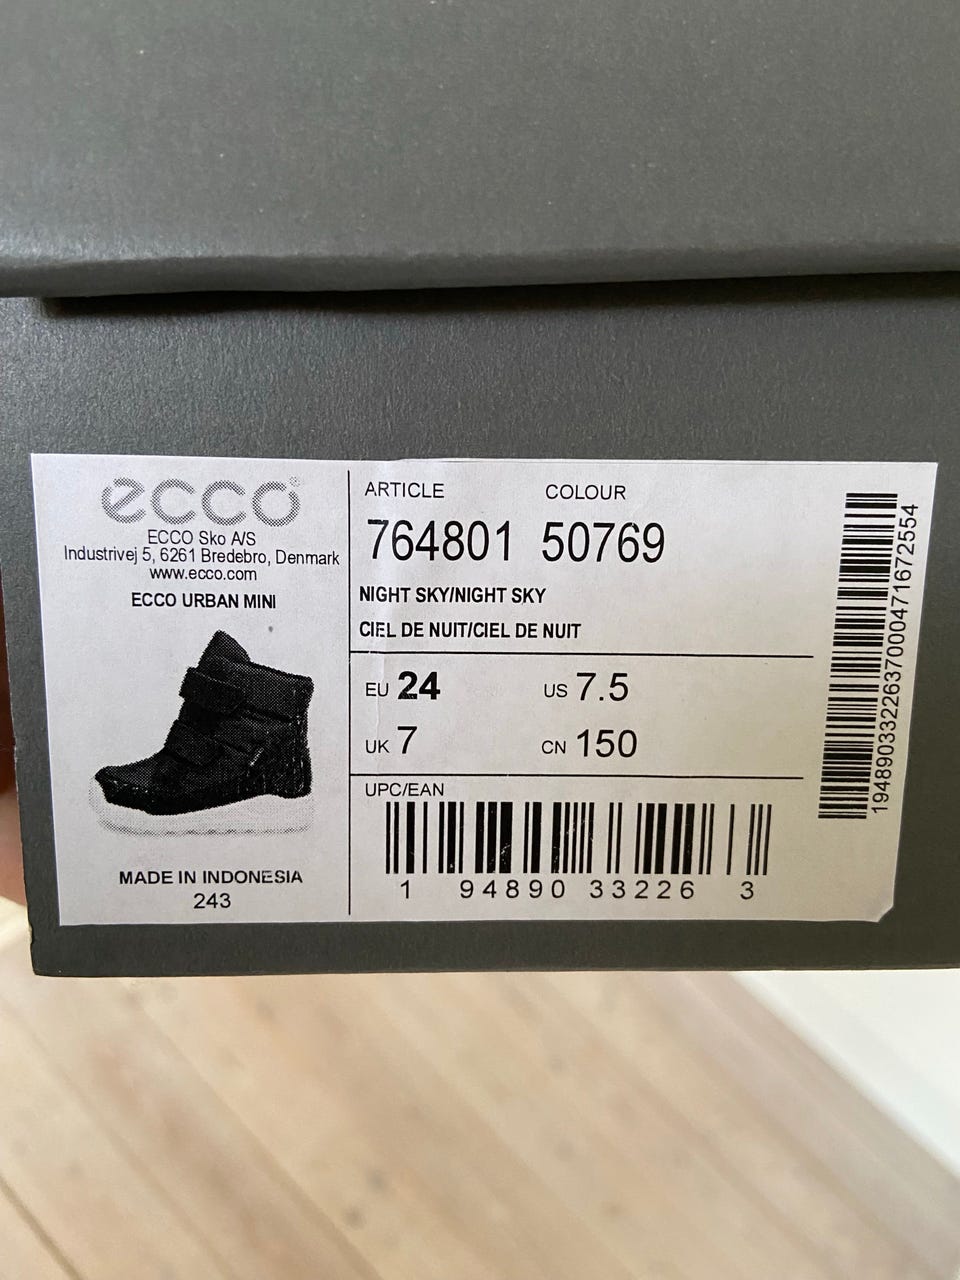 ecco®
ECCO Sko A/S
Industrivej 5, 6261 Bredebro, Denmark
www.ecco.com
ECCO URBAN MINI
MADE IN INDONESIA
243
ARTICLE COLOUR
764801 50769
NIGHT SKY/NIGHT SKY
CIEL DE NUIT/CIEL DE NUIT
EU 24 US 7.5
UK 7 CN 150
UPC/EAN
1 94890 33226 3
194890332263700047167​2554